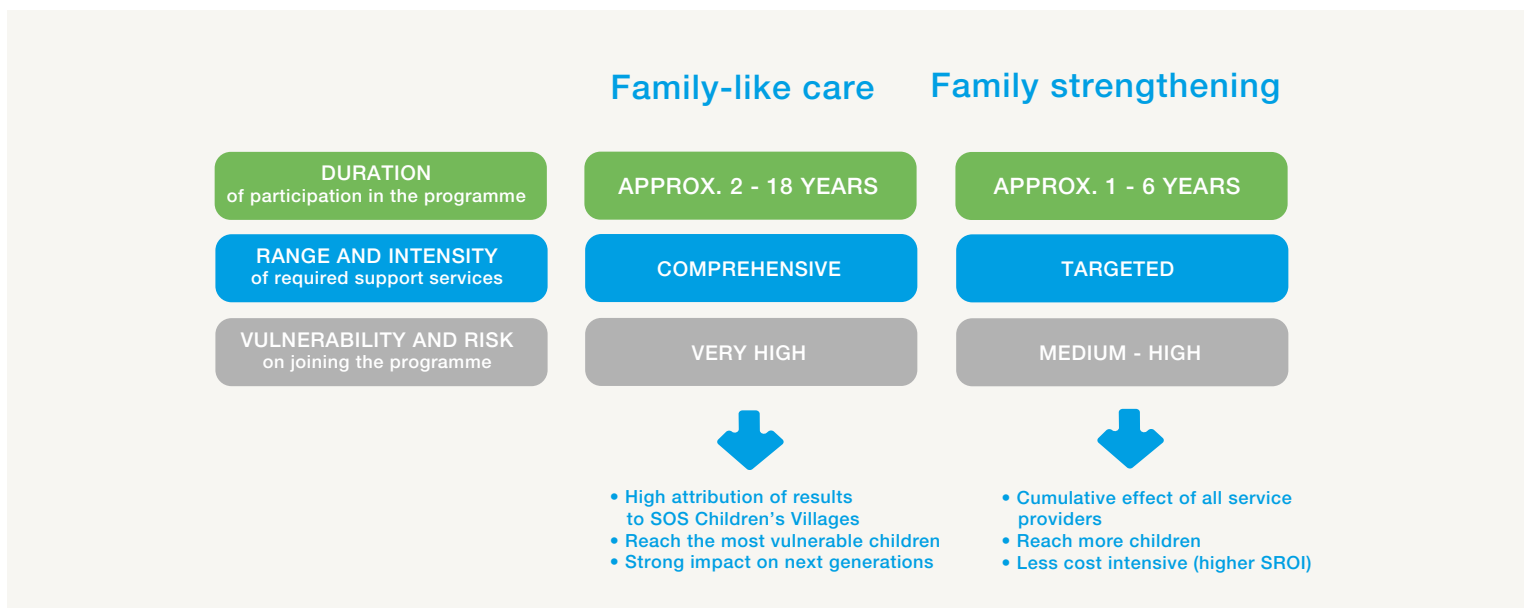 Family-like care
Family strengthening
DURATION
of participation in the programme
APPROX. 2 - 18 YEARS
APPROX. 1 - 6 YEARS
RANGE AND INTENSITY
of required support services
COMPREHENSIVE
TARGETED
VULNERABILITY AND RISK
on joining the programme
VERY HIGH
MEDIUM - HIGH
• High attribution of results
to SOS Children’s Villages
• Reach the most vulnerable children
• Strong impact on next generations
• Cumulative effect of all service
providers
• Reach more children
• Less cost intensive (higher SROI)